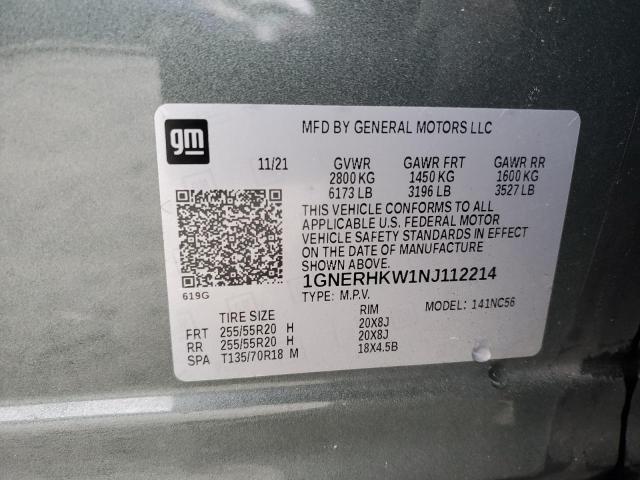 gm
MFD BY GENERAL MOTORS LLC
11/21 GVWR GAWR FRT GAWR RR
2800 KG 1450 KG 1600 KG
6173 LB 3196 LB 3527 LB
THIS VEHICLE CONFORMS TO ALL
APPLICABLE U.S. FEDERAL MOTOR
VEHICLE SAFETY STANDARDS IN EFFECT
ON THE DATE OF MANUFACTURE
SHOWN ABOVE.
619G
1GNERHKW1NJ112214
TYPE: M.P.V. MODEL: 141NC56
TIRE SIZE RIM
FRT 255/55R20 H 20X8J
RR 255/55R20 H 20X8J
SPA T135/70R18 M 18X4.5B